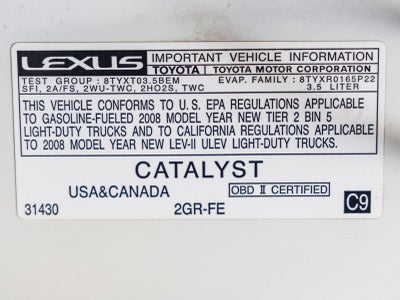 LEXUS IMPORTANT VEHICLE INFORMATION
TOYOTA TOYOTA MOTOR CORPORATION
TEST GROUP : 8TYXT03.5BEM EVAP. FAMILY : 8TYXR0165P22
SFI, 2A/FS, 2WU-TWC, 2HO2S, TWC 3.5 LITER
THIS VEHICLE CONFORMS TO U.S. EPA REGULATIONS APPLICABLE
TO GASOLINE-FUELED 2008 MODEL YEAR NEW TIER 2 BIN 5
LIGHT-DUTY TRUCKS AND TO CALIFORNIA REGULATIONS APPLICABLE
TO 2008 MODEL YEAR NEW LEV-II ULEV LIGHT-DUTY TRUCKS.
CATALYST
USA&CANADA OBD II CERTIFIED
31430 2GR-FE C9